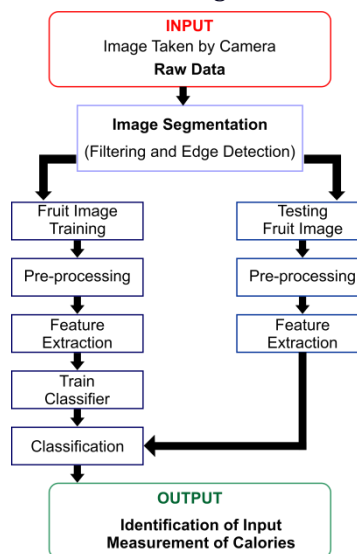 INPUT
Image Taken by Camera
Raw Data
Image Segmentation
(Filtering and Edge Detection)
Fruit Image
Training
Pre-processing
Feature
Extraction
Train
Classifier
Classification
Testing
Fruit Image
Pre-processing
Feature
Extraction
OUTPUT
Identification of Input
Measurement of Calories